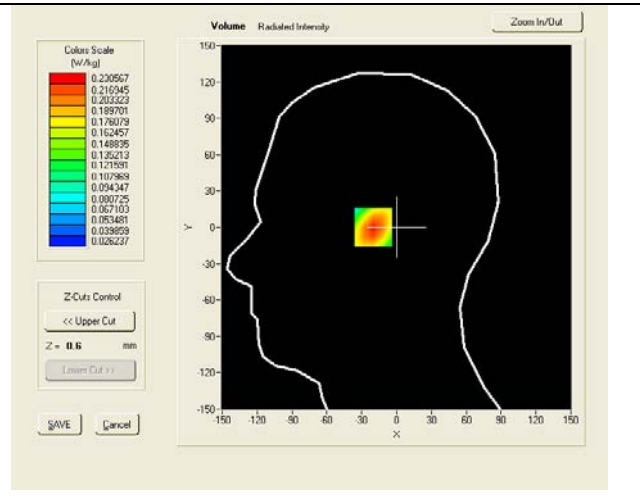 Volume Radiated Intensity
Zoom In/Out
Colors Scale
(W/kg)
0.230567
0.216945
0.203323
0.189701
0.176079
0.162457
0.148835
0.135213
0.121591
0.107969
0.094347
0.080725
0.067103
0.053481
0.039859
0.026237
Z-Cuts Control
<< Upper Cut
Z = 0.6 mm
Lower Cut >>
SAVE Cancel
150
120
90
60
30
0
-30
-60
-90
-120
-150
Y
-150 -120 -90 -60 -30 0 30 60 90 120 150
X